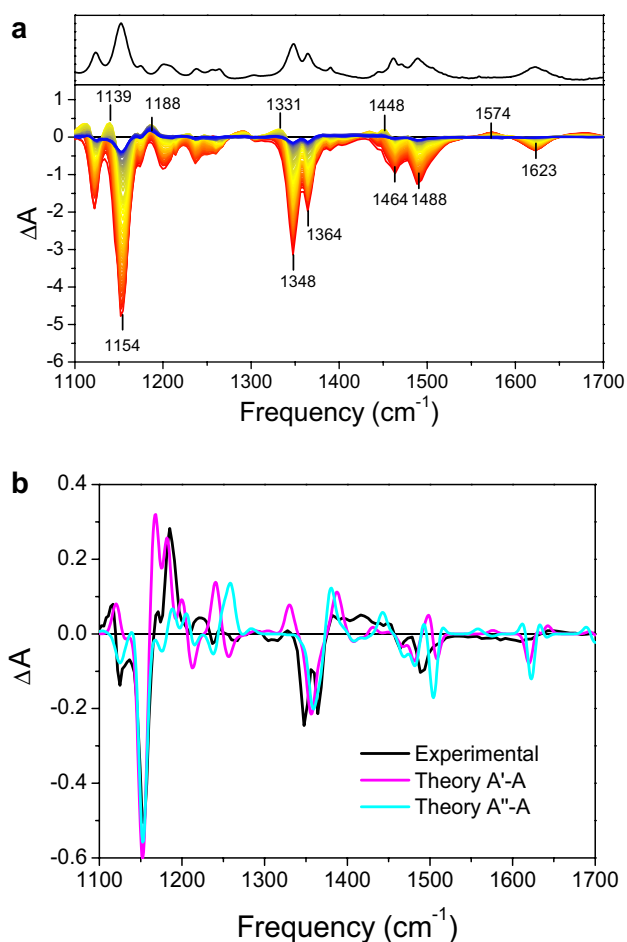 a
1139
1188
1331
1448
1574
1
0
-1
-2
-3
-4
-5
-6
ΔA
1464
1488
1623
1364
1348
1154
1100 1200 1300 1400 1500 1600 1700
Frequency (cm⁻¹)
b
0.4
0.2
0.0
-0.2
-0.4
-0.6
ΔA
Experimental
Theory A'-A
Theory A''-A
1100 1200 1300 1400 1500 1600 1700
Frequency (cm⁻¹)